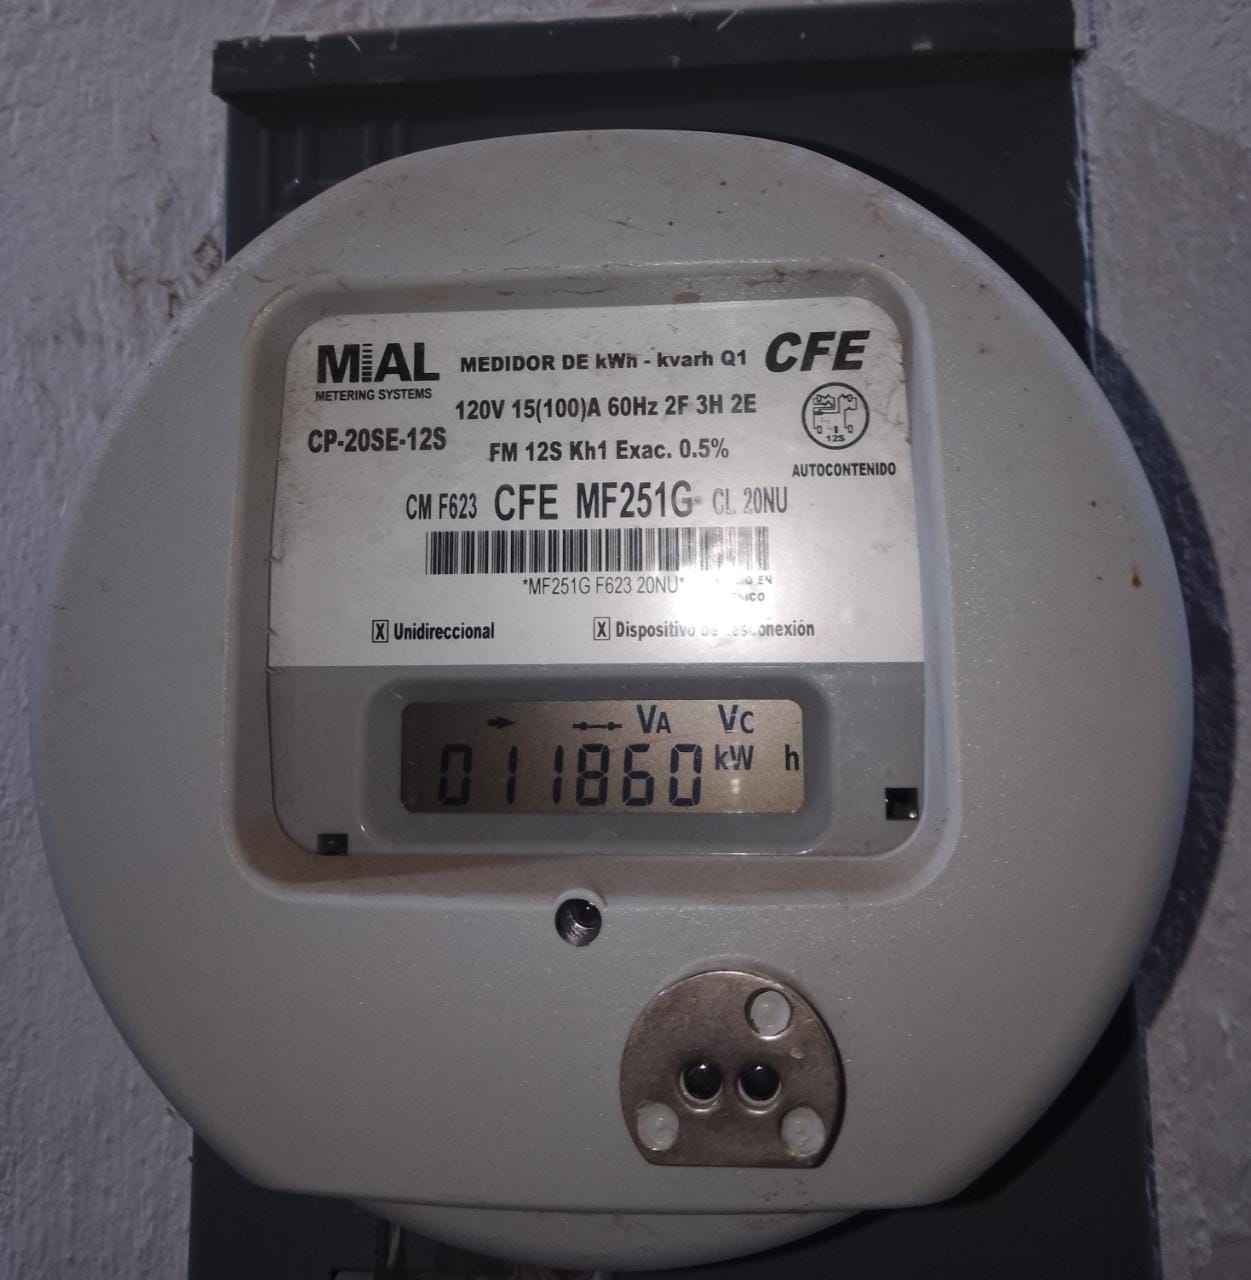 MIAL
METERING SYSTEMS
MEDIDOR DE kWh - kvarh Q1
CFE
120V 15(100)A 60Hz 2F 3H 2E
CP-20SE-12S
FM 12S Kh1 Exac. 0.5%
12S
AUTOCONTENIDO
CM F623 CFE MF251G CL 20NU
*MF251G F623 20NU*
EN
X Unidireccional
X Dispositivo de desconexión
VA VC
011860 kW h